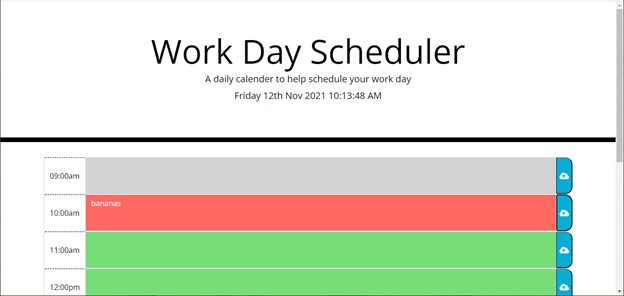 Work Day Scheduler
A daily calender to help schedule your work day
Friday 12th Nov 2021 10:13:48 AM
09:00am
10:00am bananas
11:00am
12:00pm